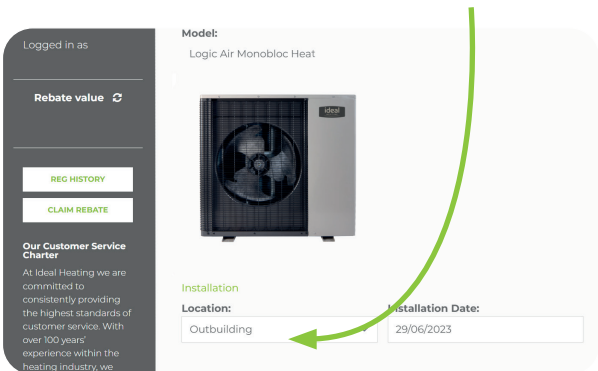 Logged in as
Rebate value
REG HISTORY
CLAIM REBATE
Our Customer Service
Charter
At Ideal Heating we are
committed to
consistently providing
the highest standards of
customer service. With
over 100 years'
experience within the
heating industry, we
Model:
Logic Air Monobloc Heat
ideal
Installation
Location:
Outbuilding
Installation Date:
29/06/2023